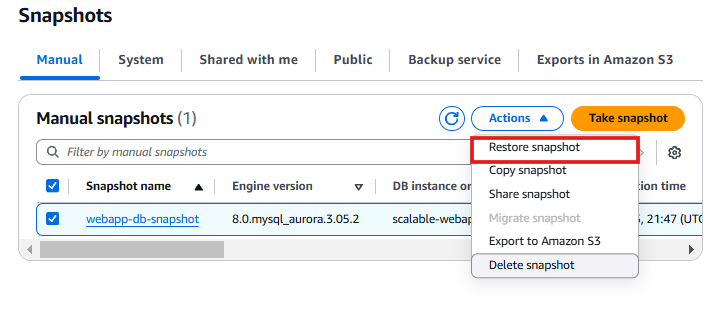 Snapshots
Manual
System
Shared with me
Public
Backup service
Exports in Amazon S3
Manual snapshots (1)
Actions
Take snapshot
Filter by manual snapshots
Restore snapshot
Copy snapshot
Share snapshot
Migrate snapshot
Export to Amazon S3
Delete snapshot
Snapshot name
Engine version
DB instance or
tion time
webapp-db-snapshot
8.0.mysql_aurora.3.05.2
scalable-webap
, 21:47 (UTC